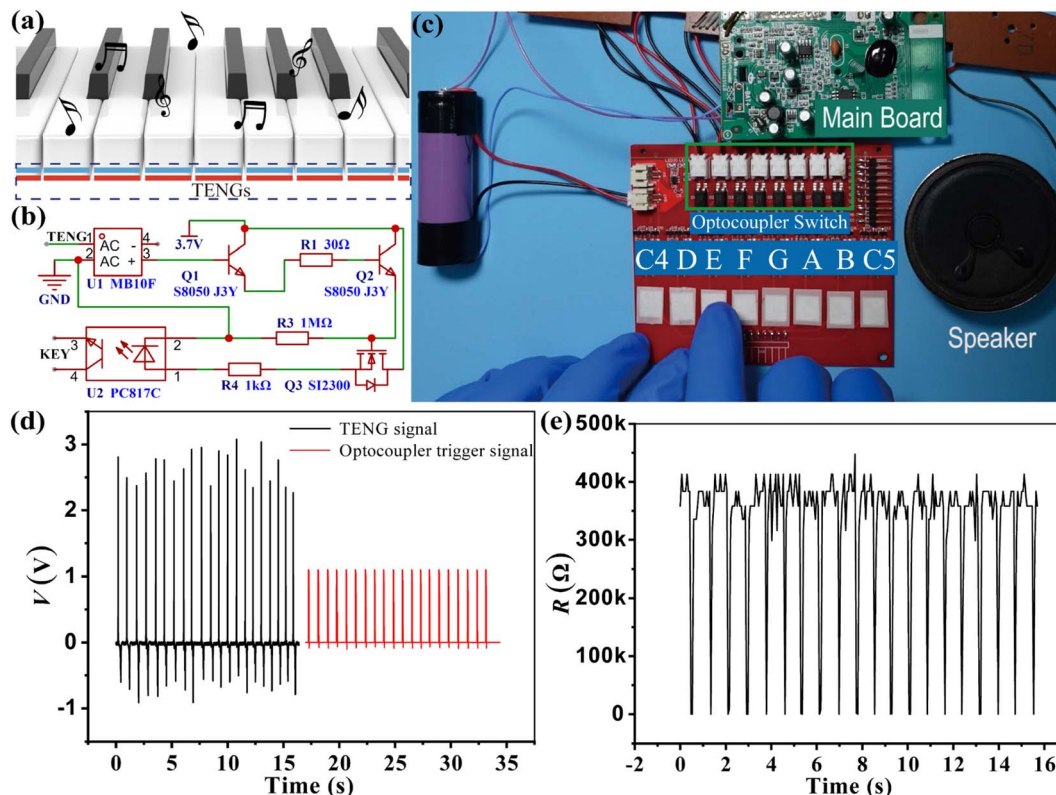 (a)
TENGs
(b)
TENG1
AC -
AC +
4
2
3
U1 MB10F
GND
3.7V
Q1
S8050 J3Y
R1 30Ω
Q2
S8050 J3Y
R3 1MΩ
KEY
3
4
2
1
U2 PC817C
R4 1kΩ
Q3 SI2300
(c)
Main Board
Optocoupler Switch
C4 D E F G A B C5
Speaker
(d)
TENG signal
Optocoupler trigger signal
3
2
1
0
-1
V (V)
0 5 10 15 20 25 30 35
Time (s)
(e)
500k
400k
300k
200k
100k
0
R (Ω)
-2 0 2 4 6 8 10 12 14 16
Time (s)